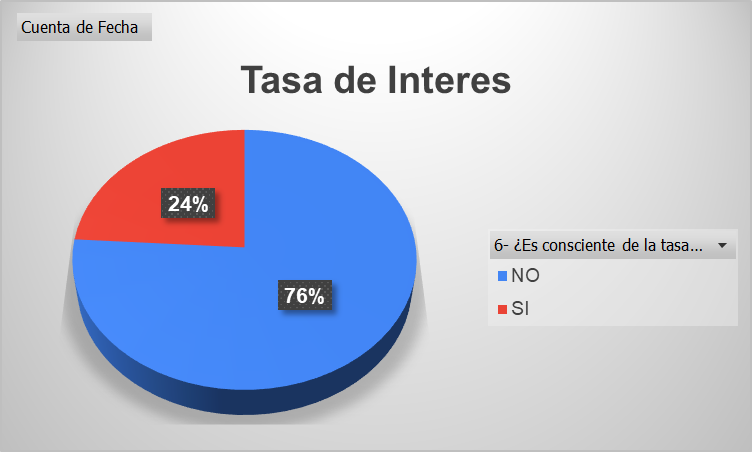 Cuenta de Fecha
Tasa de Interes
24%
76%
6- ¿Es consciente de la tasa...
NO
SI